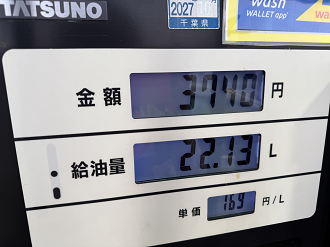 TATSUNO
2027
千葉県
wash
WALLET app
wa
金額 3740 円
給油量 22.13 L
単価 169 円/L